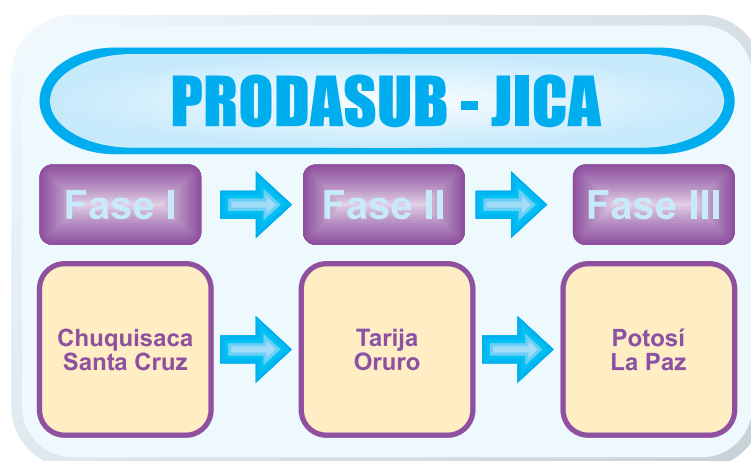 PRODASUB - JICA
Fase I
Fase II
Fase III
Chuquisaca
Santa Cruz
Tarija
Oruro
Potosí
La Paz